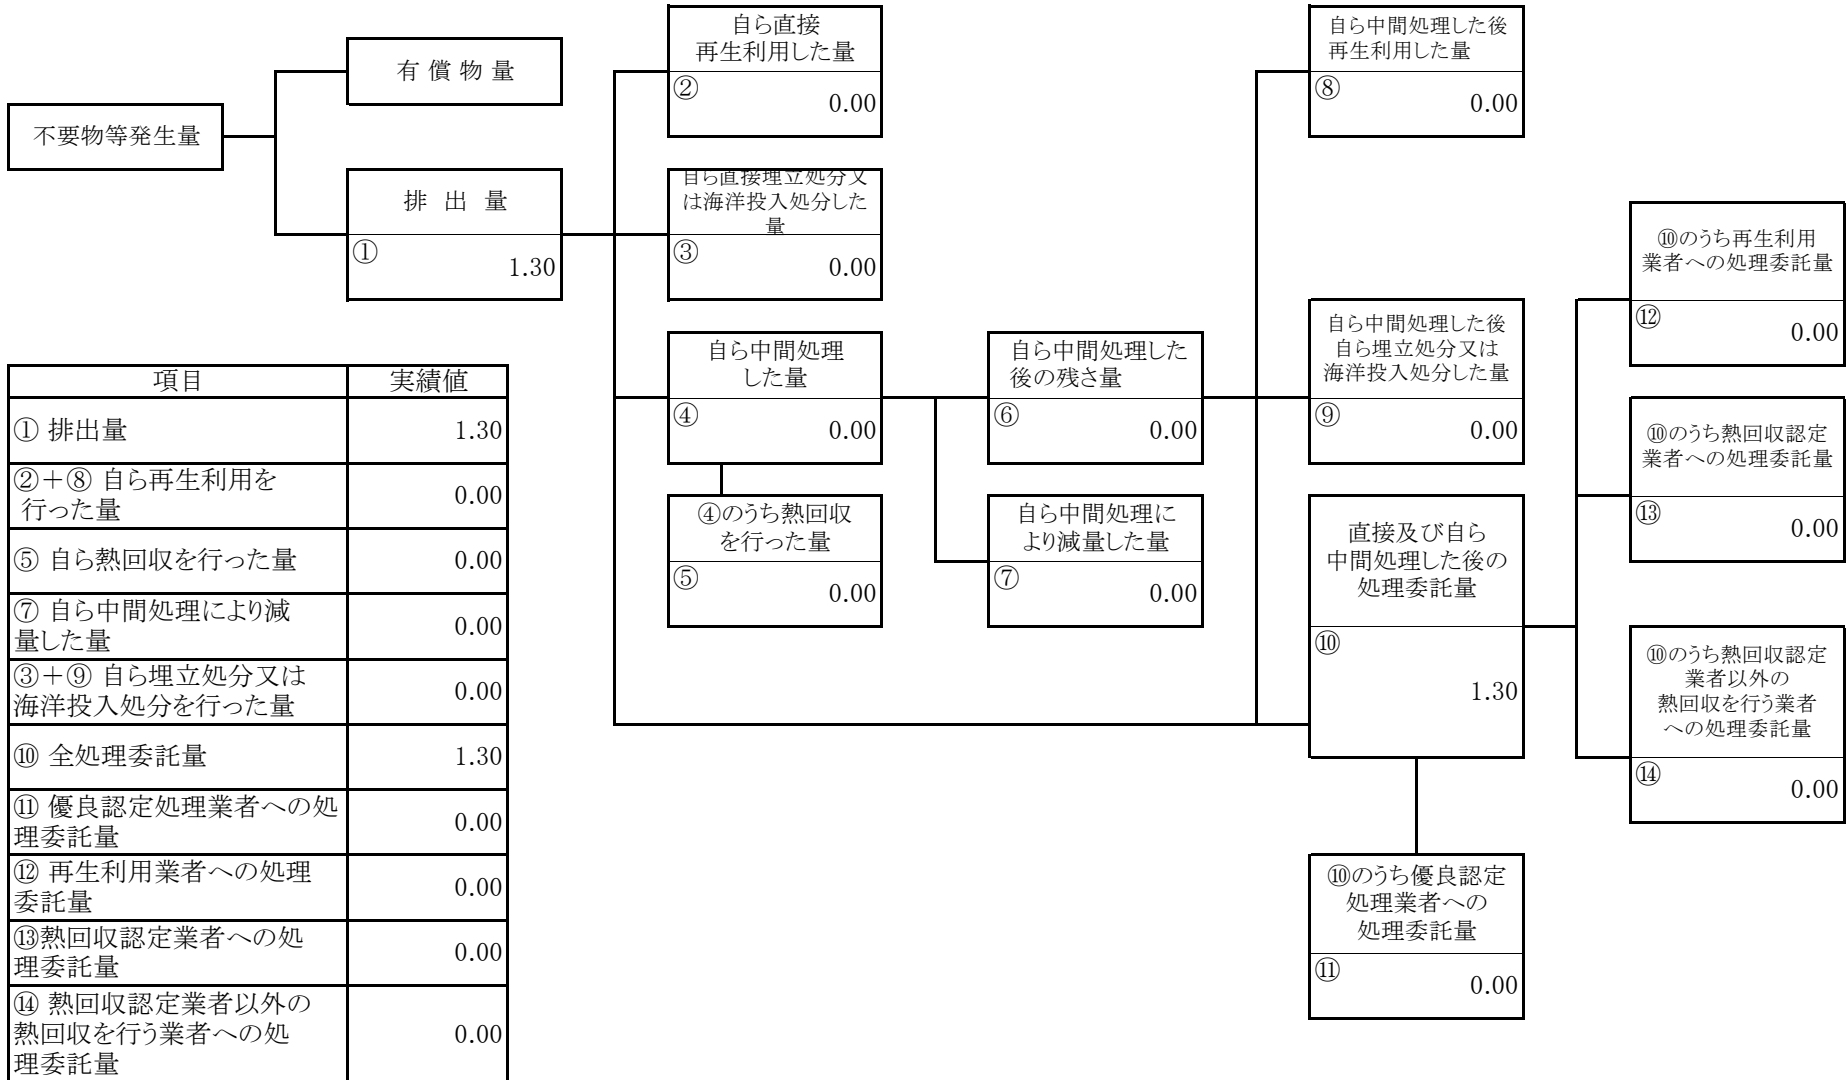 不要物等発生量
有 償 物 量
排 出 量
①
1.30
自ら直接
再生利用した量
②
0.00
自ら直接埋立処分又
は海洋投入処分した
量
③
0.00
自ら中間処理
した量
④
0.00
④のうち熱回収
を行った量
⑤
0.00
自ら中間処理した
後の残さ量
⑥
0.00
自ら中間処理に
より減量した量
⑦
0.00
自ら中間処理した後
再生利用した量
⑧
0.00
自ら中間処理した後
自ら埋立処分又は
海洋投入処分した量
⑨
0.00
直接及び自ら
中間処理した後の
処理委託量
⑩
1.30
⑩のうち優良認定
処理業者への
処理委託量
⑪
0.00
⑩のうち再生利用
業者への処理委託量
⑫
0.00
⑩のうち熱回収認定
業者への処理委託量
⑬
0.00
⑩のうち熱回収認定
業者以外の
熱回収を行う業者
への処理委託量
⑭
0.00
項目 実績値
① 排出量 1.30
②＋⑧ 自ら再生利用を
行った量 0.00
⑤ 自ら熱回収を行った量 0.00
⑦ 自ら中間処理により減
量した量 0.00
③＋⑨ 自ら埋立処分又は
海洋投入処分を行った量 0.00
⑩ 全処理委託量 1.30
⑪ 優良認定処理業者への処
理委託量 0.00
⑫ 再生利用業者への処理
委託量 0.00
⑬熱回収認定業者への処
理委託量 0.00
⑭ 熱回収認定業者以外の
熱回収を行う業者への処 0.00
理委託量